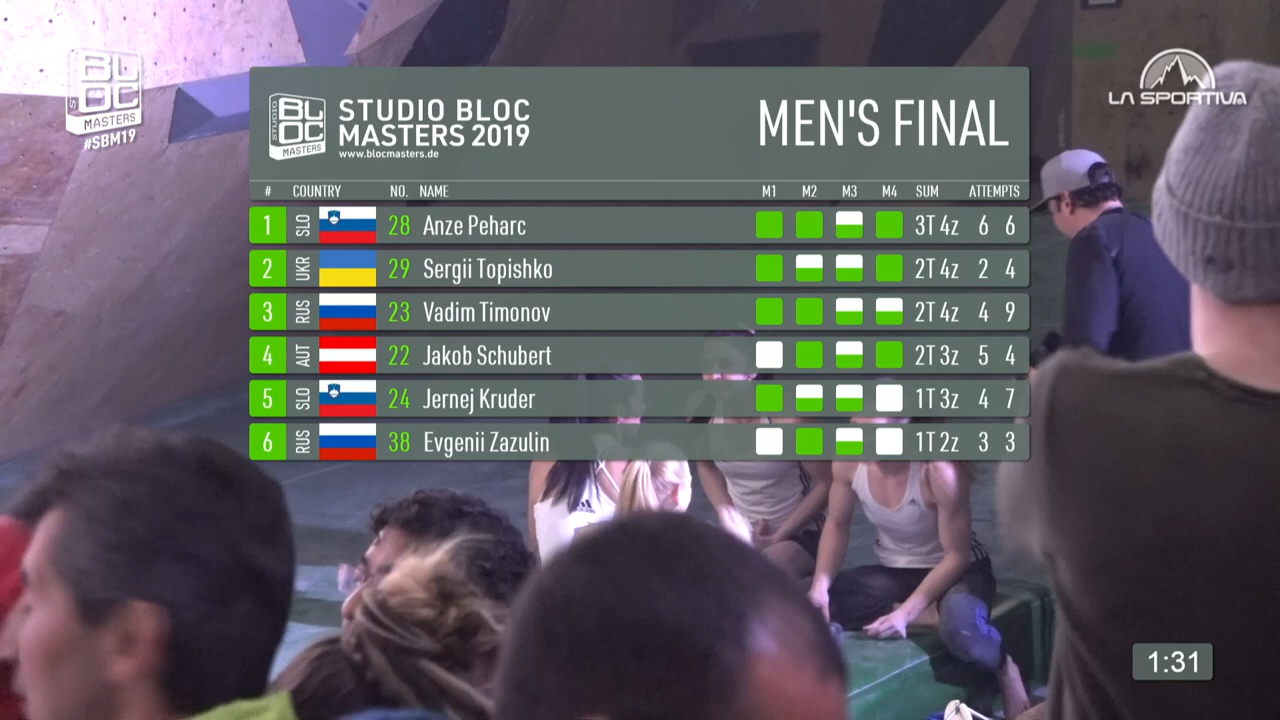 BLOC
MASTERS
#SBM19
LA SPORTIVA
STUDIO
BLOC
MASTERS
STUDIO BLOC
MASTERS 2019
www.blocmasters.de
MEN'S FINAL
# COUNTRY NO. NAME M1 M2 M3 M4 SUM ATTEMPTS
1 SLO 28 Anze Peharc 3T 4z 6 6
2 UKR 29 Sergii Topishko 2T 4z 2 4
3 RUS 23 Vadim Timonov 2T 4z 4 9
4 AUT 22 Jakob Schubert 2T 3z 5 4
5 SLO 24 Jernej Kruder 1T 3z 4 7
6 RUS 38 Evgenii Zazulin 1T 2z 3 3
1:31